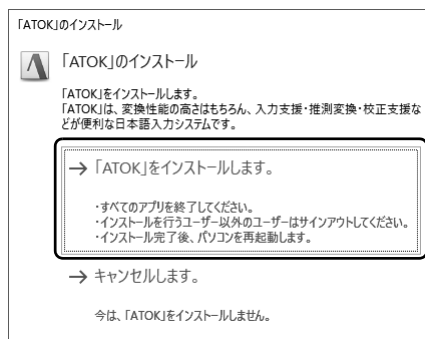 「ATOK」のインストール
「ATOK」のインストール
「ATOK」をインストールします。
「ATOK」は、変換性能の高さはもちろん、入力支援・推測変換・校正支援な
どが便利な日本語入力システムです。
→「ATOK」をインストールします。
・すべてのアプリを終了してください。
・インストールを行うユーザー以外のユーザーはサインアウトしてください。
・インストール完了後、パソコンを再起動します。
→ キャンセルします。
今は、「ATOK」をインストールしません。